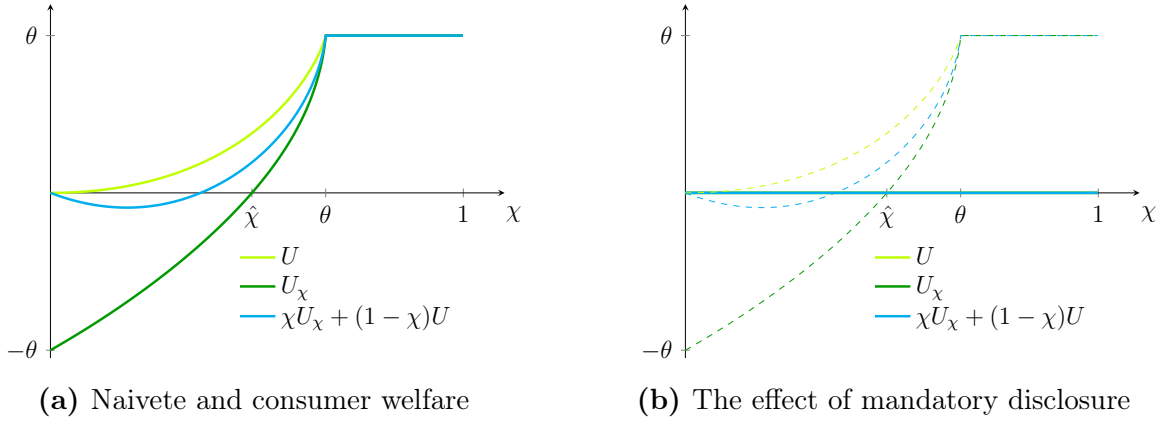 θ
χ̂
θ
1
χ
U
U_χ
χU_χ + (1 − χ)U
−θ
(a) Naivete and consumer welfare
θ
χ̂
θ
1
χ
U
U_χ
χU_χ + (1 − χ)U
−θ
(b) The effect of mandatory disclosure